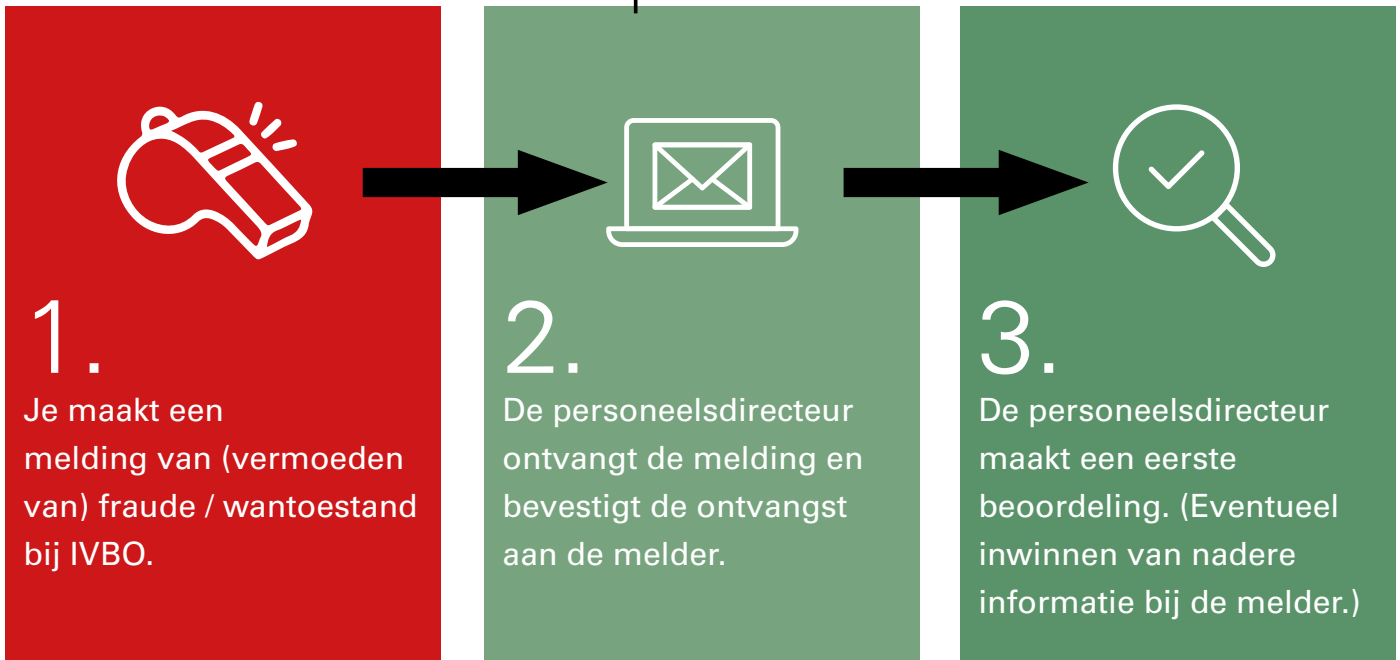 1.
Je maakt een
melding van (vermoeden
van) fraude / wantoestand
bij IVBO.
2.
De personeelsdirecteur
ontvangt de melding en
bevestigt de ontvangst
aan de melder.
3.
De personeelsdirecteur
maakt een eerste
beoordeling. (Eventueel
inwinnen van nadere
informatie bij de melder.)